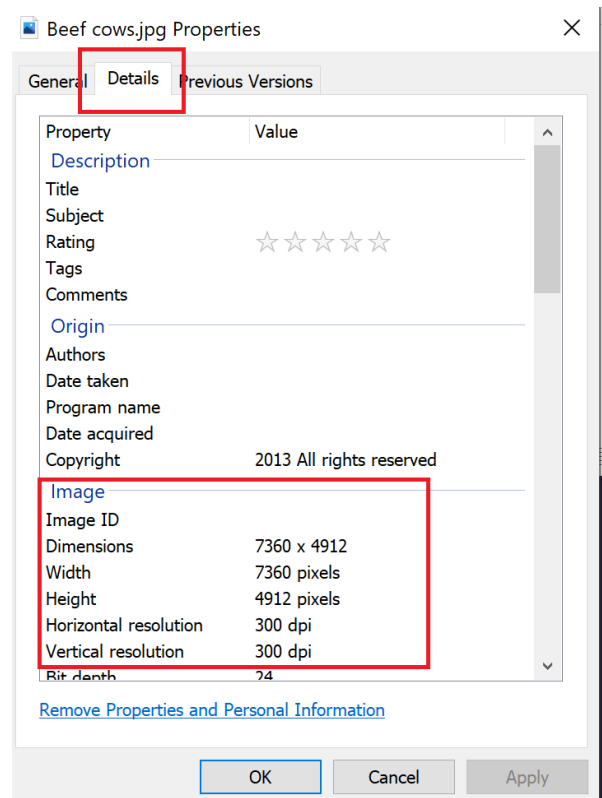 Beef cows.jpg Properties
General Details Previous Versions
Property Value
Description
Title
Subject
Rating
Tags
Comments
Origin
Authors
Date taken
Program name
Date acquired
Copyright 2013 All rights reserved
Image
Image ID
Dimensions 7360 x 4912
Width 7360 pixels
Height 4912 pixels
Horizontal resolution 300 dpi
Vertical resolution 300 dpi
Bit depth 24
Remove Properties and Personal Information
OK Cancel Apply